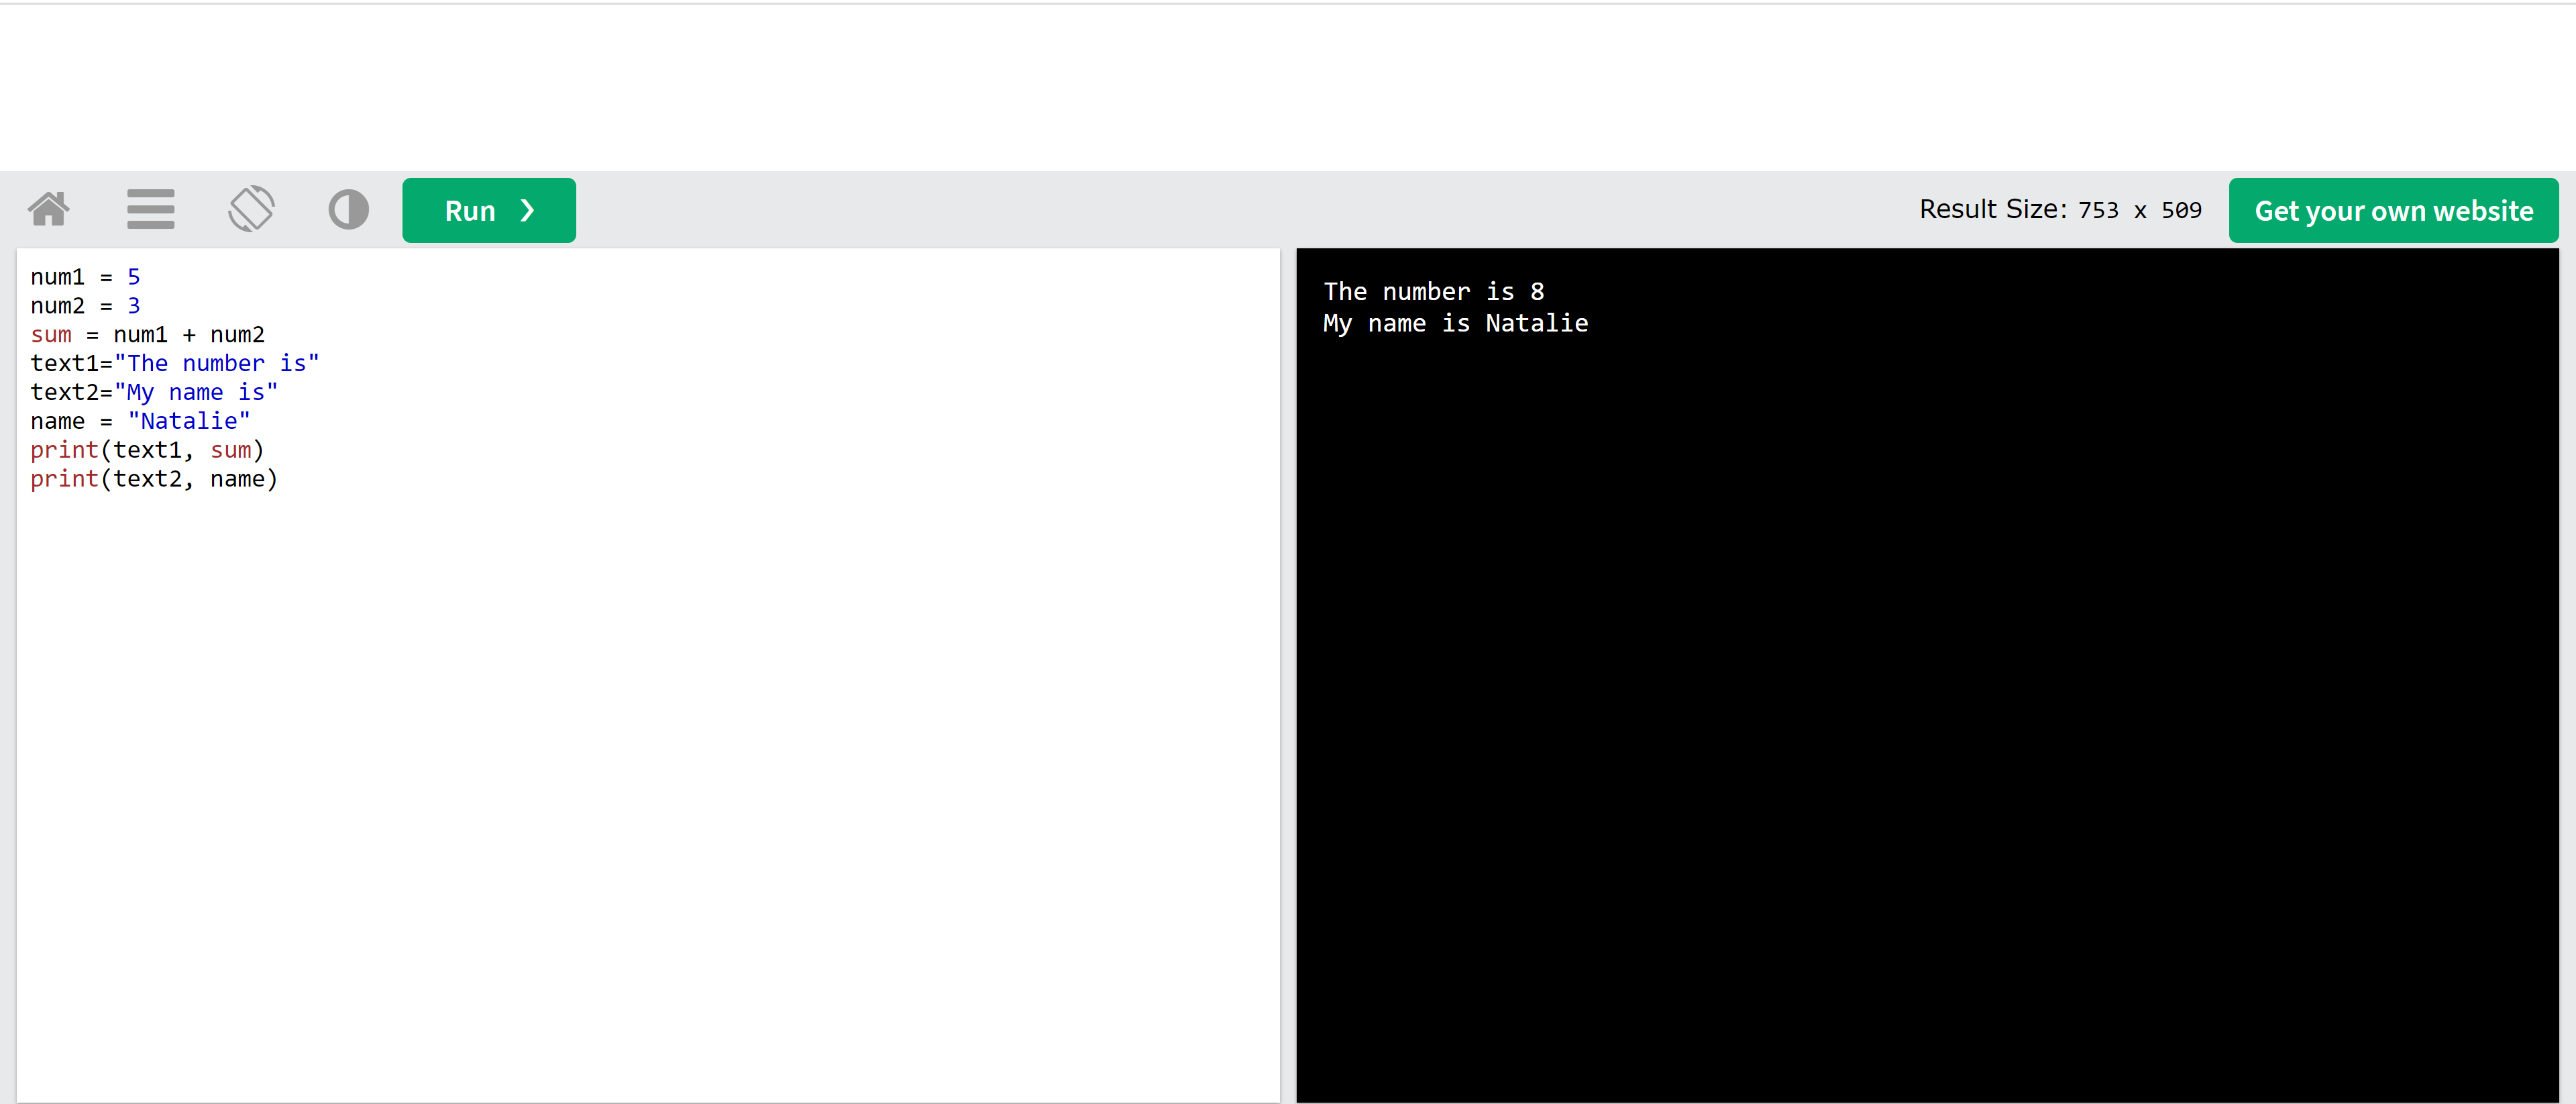 Run ❯
Result Size: 753 x 509
Get your own website
num1 = 5
num2 = 3
sum = num1 + num2
text1="The number is"
text2="My name is"
name = "Natalie"
print(text1, sum)
print(text2, name)
The number is 8
My name is Natalie